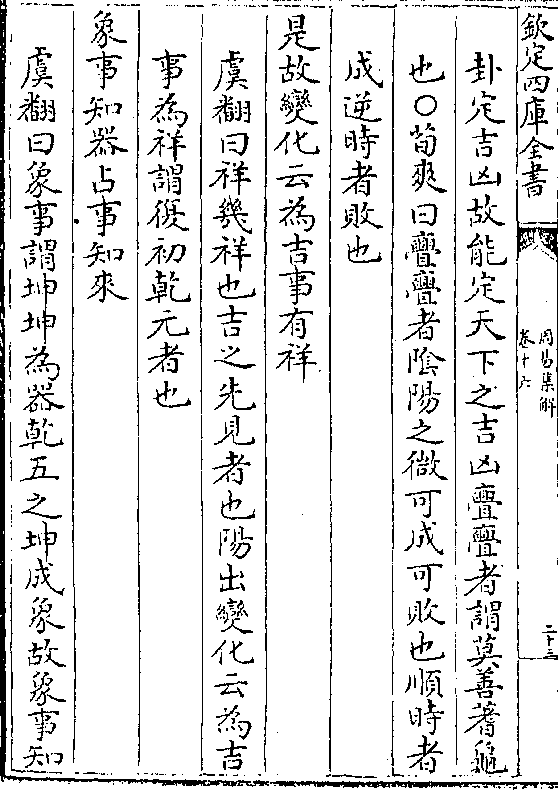 欽定四庫全書
周易集解
卷十六
二十三
卦定吉凶故能定天下之吉凶亹亹者謂莫善蓍龜
也○荀爽曰亹亹者陰陽之微可成可敗也順時者
成逆時者敗也
是故變化云為吉事有祥
虞翻曰祥幾祥也吉之先見者也陽出變化云為吉
事為祥謂復初乾元者也
象事知器占事知來
虞翻曰象事謂坤坤為器乾五之坤成象故象事知